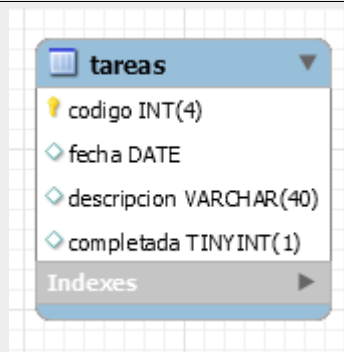 tareas
codigo INT(4)
fecha DATE
descripcion VARCHAR(40)
completada TINYINT(1)
Indexes